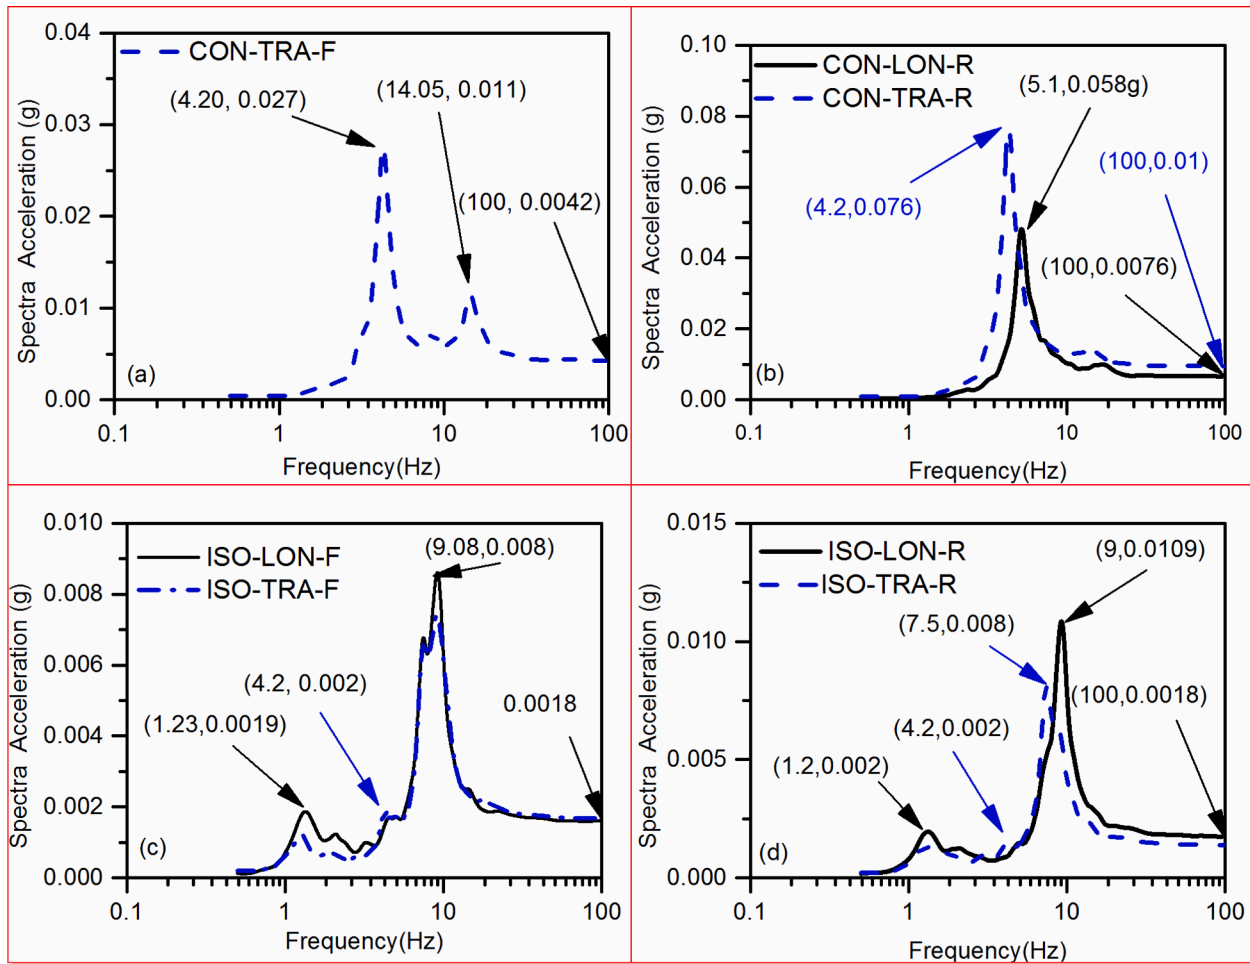 0.04
0.03
0.02
0.01
0.00
Spectra Acceleration (g)
CON-TRA-F
(4.20, 0.027)
(14.05, 0.011)
(100, 0.0042)
(a)
0.1
1
10
100
Frequency(Hz)
0.10
0.08
0.06
0.04
0.02
0.00
Spectra Acceleration (g)
CON-LON-R
CON-TRA-R
(5.1,0.058g)
(4.2,0.076)
(100,0.01)
(100,0.0076)
(b)
0.1
1
10
100
Frequency(Hz)
0.010
0.008
0.006
0.004
0.002
0.000
Spectra Acceleration (g)
ISO-LON-F
ISO-TRA-F
(9.08,0.008)
(4.2, 0.002)
(1.23,0.0019)
0.0018
(c)
0.1
1
10
100
Frequency(Hz)
0.015
0.010
0.005
0.000
Spectra Acceleration (g)
ISO-LON-R
ISO-TRA-R
(9,0.0109)
(7.5,0.008)
(100,0.0018)
(4.2,0.002)
(1.2,0.002)
(d)
0.1
1
10
100
Frequency(Hz)